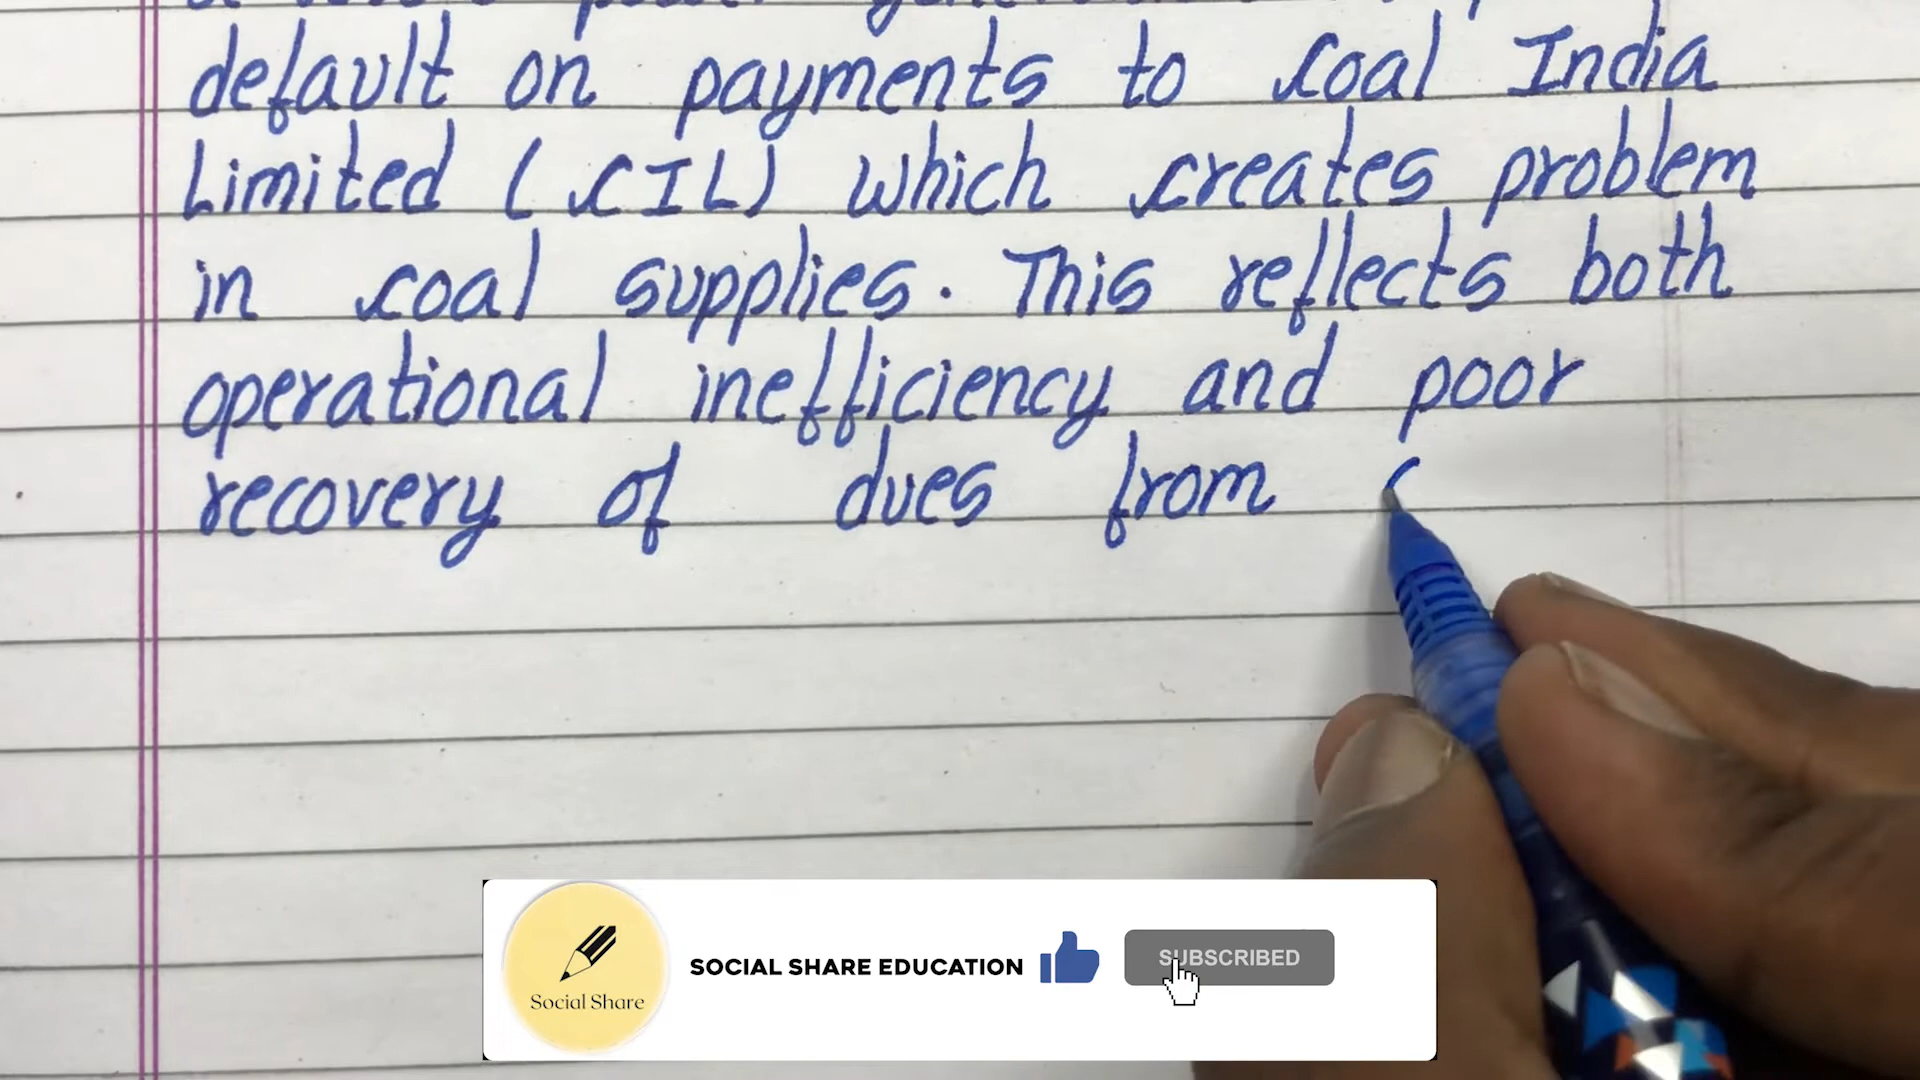 default on payments to coal India
Limited (CIL) which creates problem
in coal supplies. This reflects both
operational inefficiency and poor
recovery of dues from
Social Share
SOCIAL SHARE EDUCATION
SUBSCRIBED